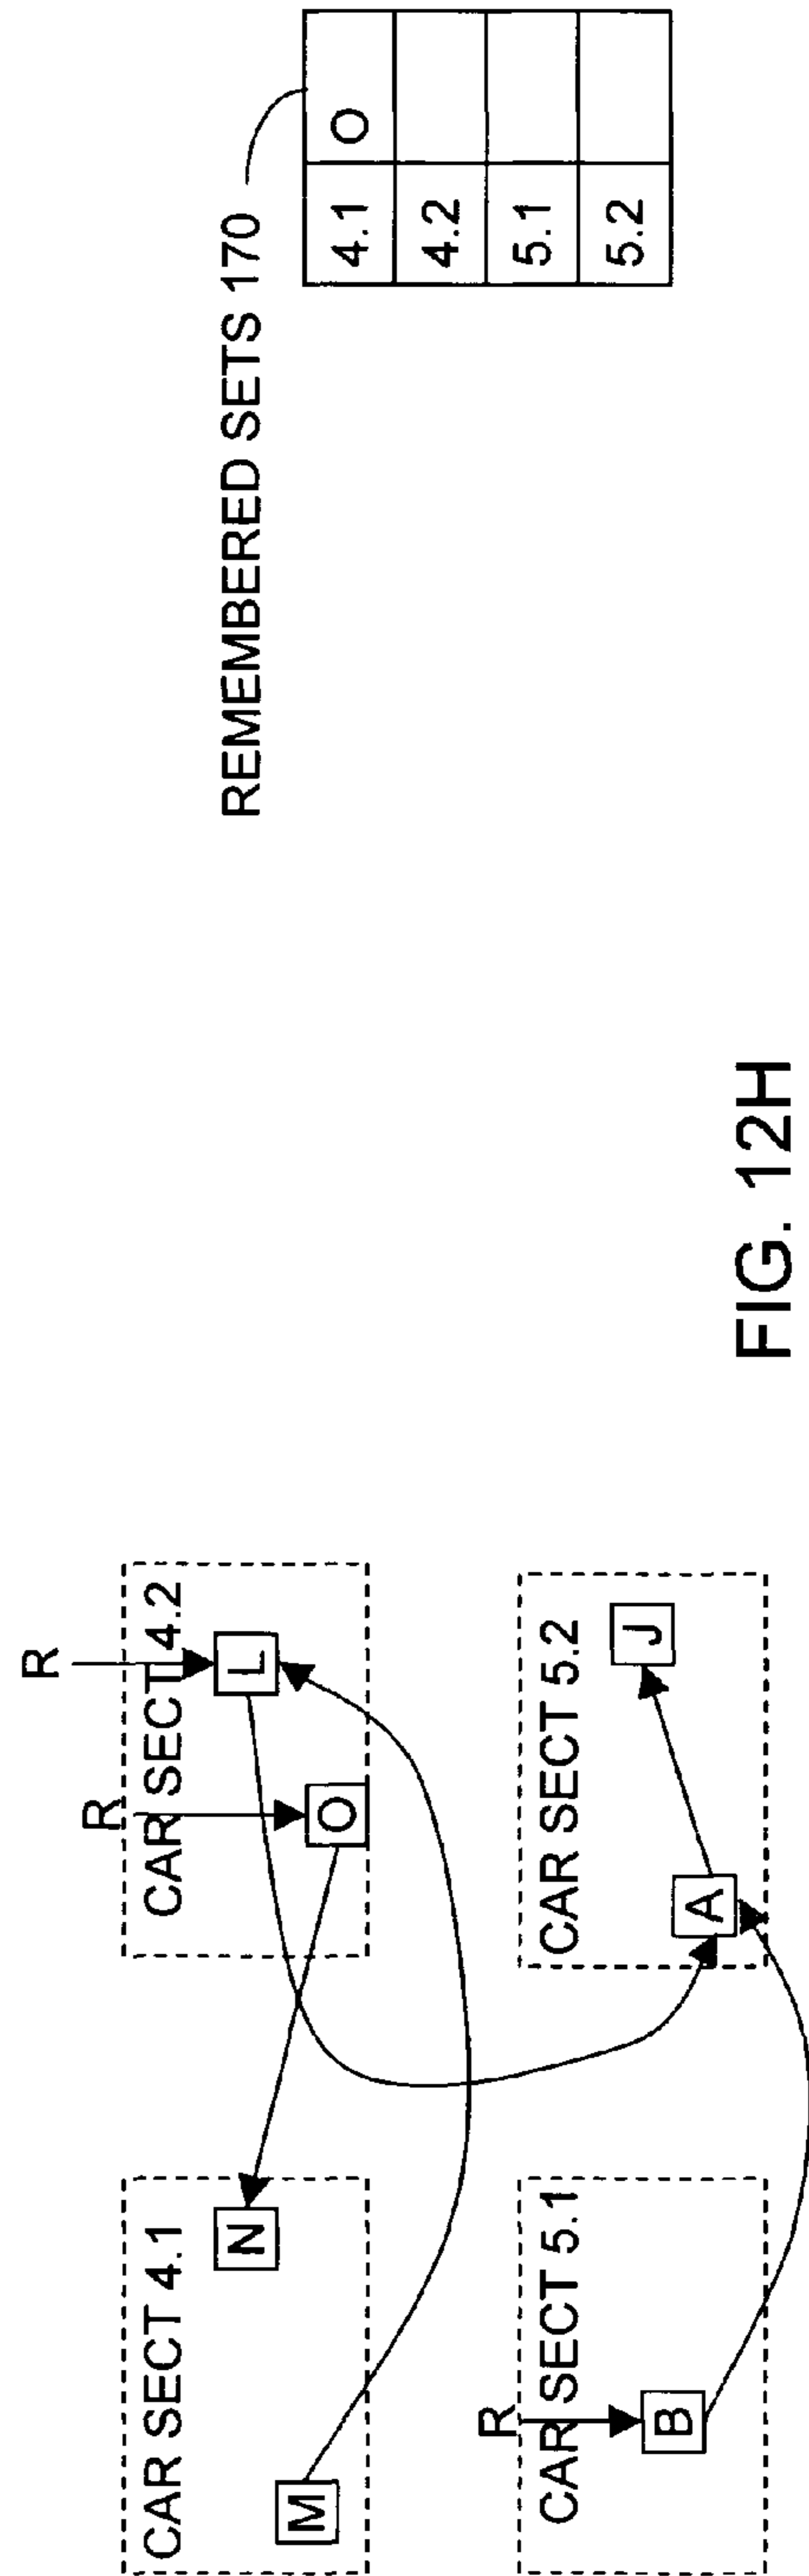 R
R
CAR SECT 4.1
CAR SECT 4.2
N
L
M
O
R
CAR SECT 5.1
CAR SECT 5.2
B
A
J
REMEMBERED SETS 170
4.1 O
4.2
5.1
5.2
FIG. 12H